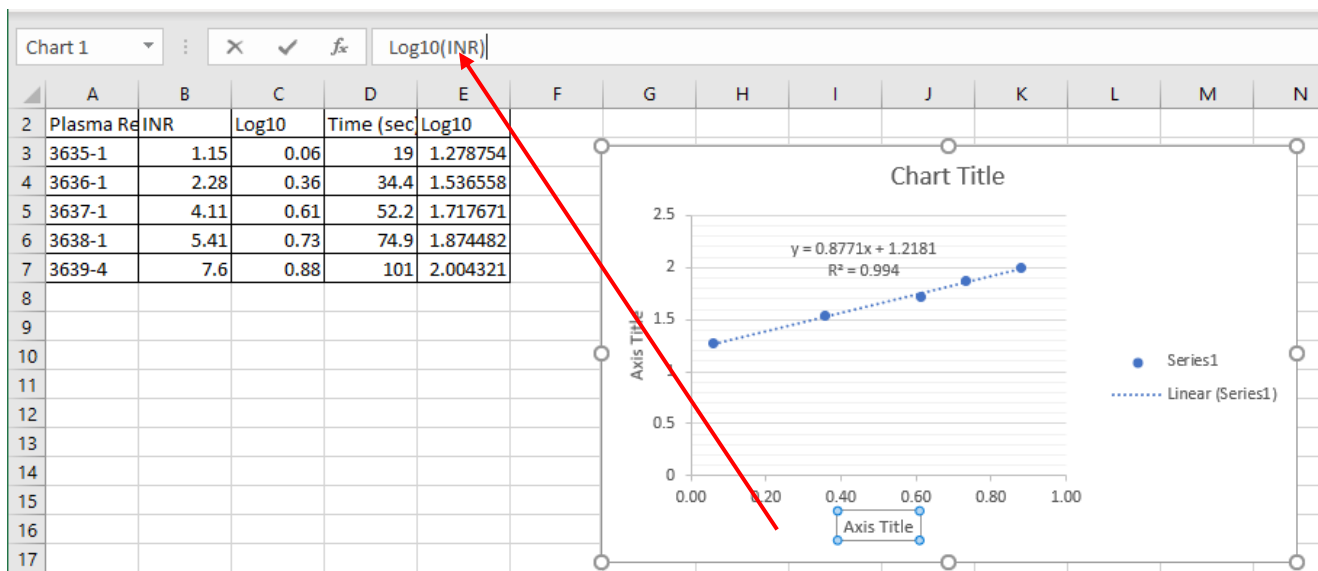 Chart 1 fx Log10(INR)
A B C D E F G H I J K L M N
2 Plasma Re INR Log10 Time (sec) Log10
3 3635-1 1.15 0.06 19 1.278754
4 3636-1 2.28 0.36 34.4 1.536558
5 3637-1 4.11 0.61 52.2 1.717671
6 3638-1 5.41 0.73 74.9 1.874482
7 3639-4 7.6 0.88 101 2.004321
8
9
10
11
12
13
14
15
16
17
Chart Title
2.5
y = 0.8771x + 1.2181
2
R² = 0.994
1.5
Axis Title
1
0.5
0
0.00 0.20 0.40 0.60 0.80 1.00
Axis Title
Series1
Linear (Series1)